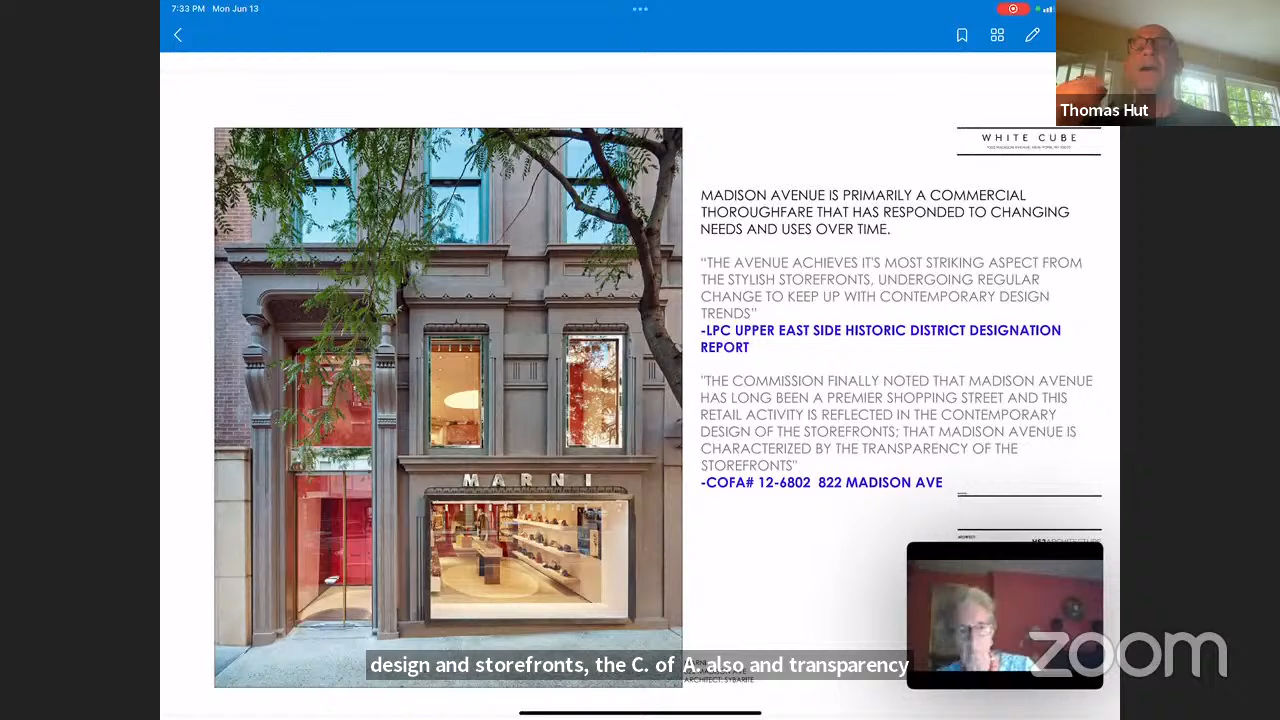 7:33 PM Mon Jun 13
Thomas Hut
WHITE CUBE
MADISON AVENUE IS PRIMARILY A COMMERCIAL
THOROUGHFARE THAT HAS RESPONDED TO CHANGING
NEEDS AND USES OVER TIME.
“THE AVENUE ACHIEVES IT'S MOST STRIKING ASPECT FROM
THE STYLISH STOREFRONTS, UNDERGOING REGULAR
CHANGE TO KEEP UP WITH CONTEMPORARY DESIGN
TRENDS”
-LPC UPPER EAST SIDE HISTORIC DISTRICT DESIGNATION
REPORT
"THE COMMISSION FINALLY NOTED THAT MADISON AVENUE
HAS LONG BEEN A PREMIER SHOPPING STREET AND THIS
RETAIL ACTIVITY IS REFLECTED IN THE CONTEMPORARY
DESIGN OF THE STOREFRONTS; THAT MADISON AVENUE IS
CHARACTERIZED BY THE TRANSPARENCY OF THE
STOREFRONTS"
-COFA# 12-6802 822 MADISON AVE
MARNI
ARCHITECT
ARCHITECT: SYBARITE
design and storefronts, the C. of A. also and transparency
zoom